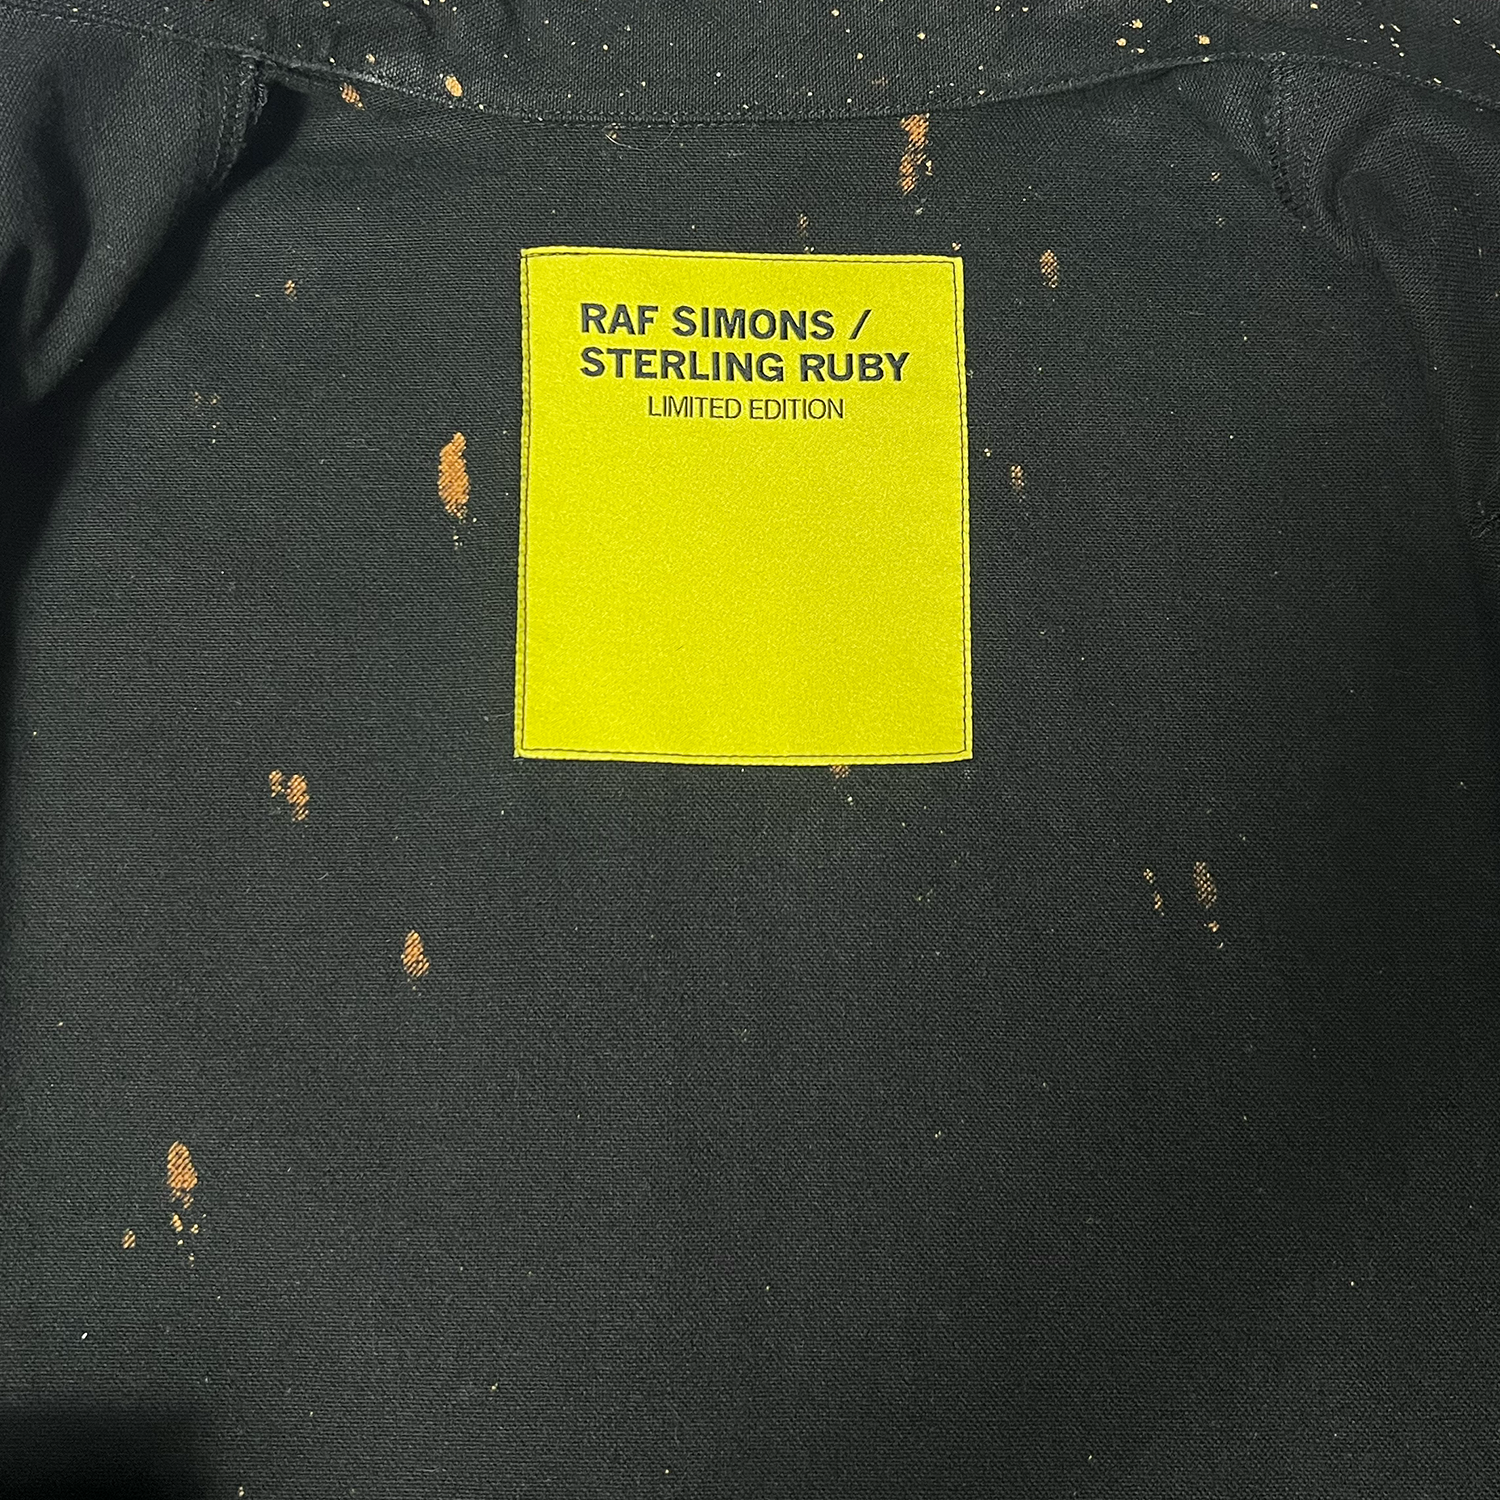 RAF SIMONS /
STERLING RUBY
LIMITED EDITION